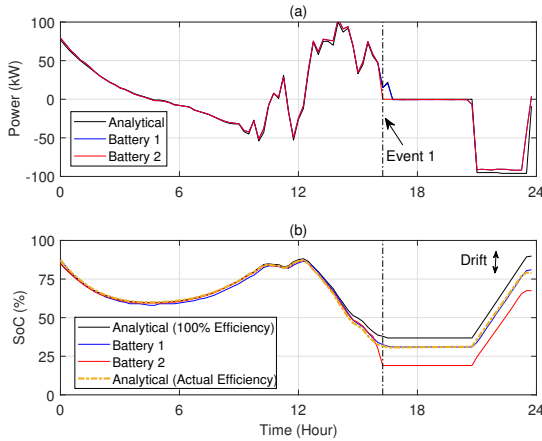 (a)
100
50
0
-50
-100
Power (kW)
Analytical
Battery 1
Battery 2
Event 1
0
6
12
18
24
(b)
100
75
50
25
0
SoC (%)
Drift
Analytical (100% Efficiency)
Battery 1
Battery 2
Analytical (Actual Efficiency)
0
6
12
18
24
Time (Hour)